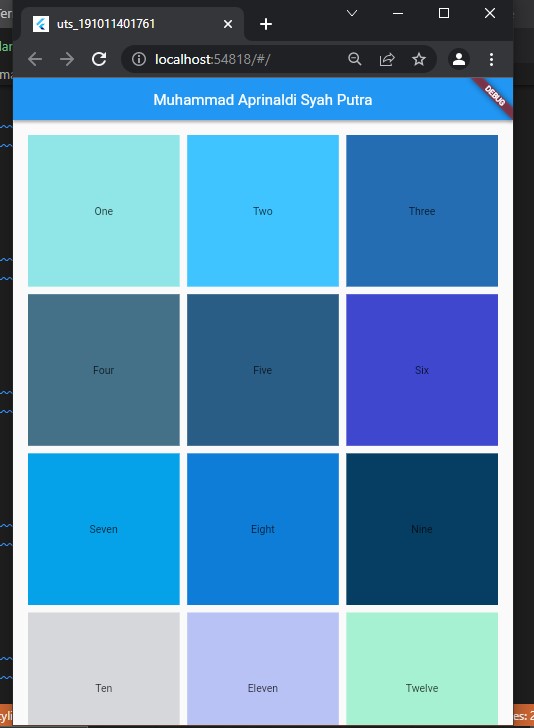 uts_191011401761
localhost:54818/#/
Muhammad Aprinaldi Syah Putra
DEBUG
One
Two
Three
Four
Five
Six
Seven
Eight
Nine
Ten
Eleven
Twelve